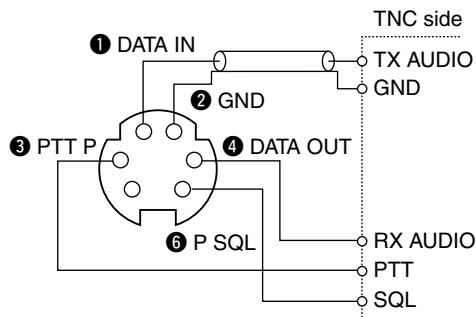 TNC side
❶ DATA IN
TX AUDIO
❷ GND
GND
❸ PTT P
❹ DATA OUT
❻ P SQL
RX AUDIO
PTT
SQL